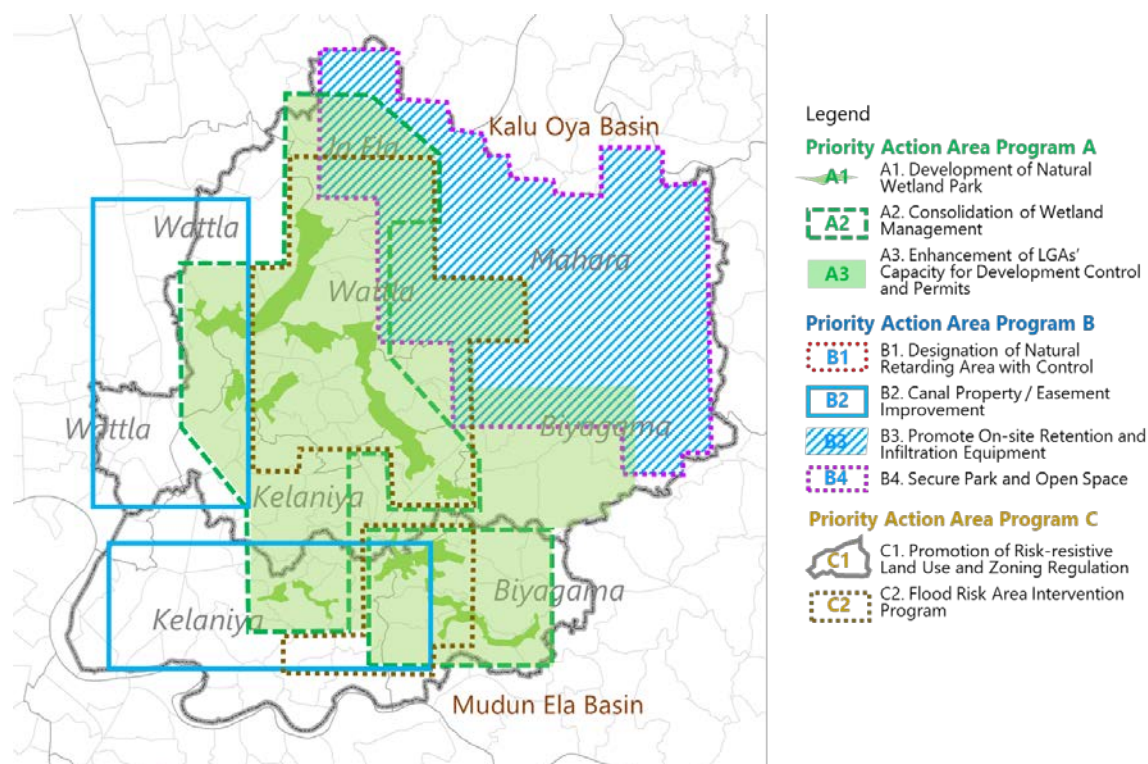 Kalu Oya Basin
Ja Ela
Wattla
Mahara
Wattla
Wattla
Biyagama
Kelaniya
Biyagama
Kelaniya
Mudun Ela Basin
Legend
Priority Action Area Program A
A1
A1. Development of Natural
Wetland Park
A2
A2. Consolidation of Wetland
Management
A3
A3. Enhancement of LGAs'
Capacity for Development Control
and Permits
Priority Action Area Program B
B1
B1. Designation of Natural
Retarding Area with Control
B2
B2. Canal Property / Easement
Improvement
B3
B3. Promote On-site Retention and
Infiltration Equipment
B4
B4. Secure Park and Open Space
Priority Action Area Program C
C1
C1. Promotion of Risk-resistive
Land Use and Zoning Regulation
C2
C2. Flood Risk Area Intervention
Program